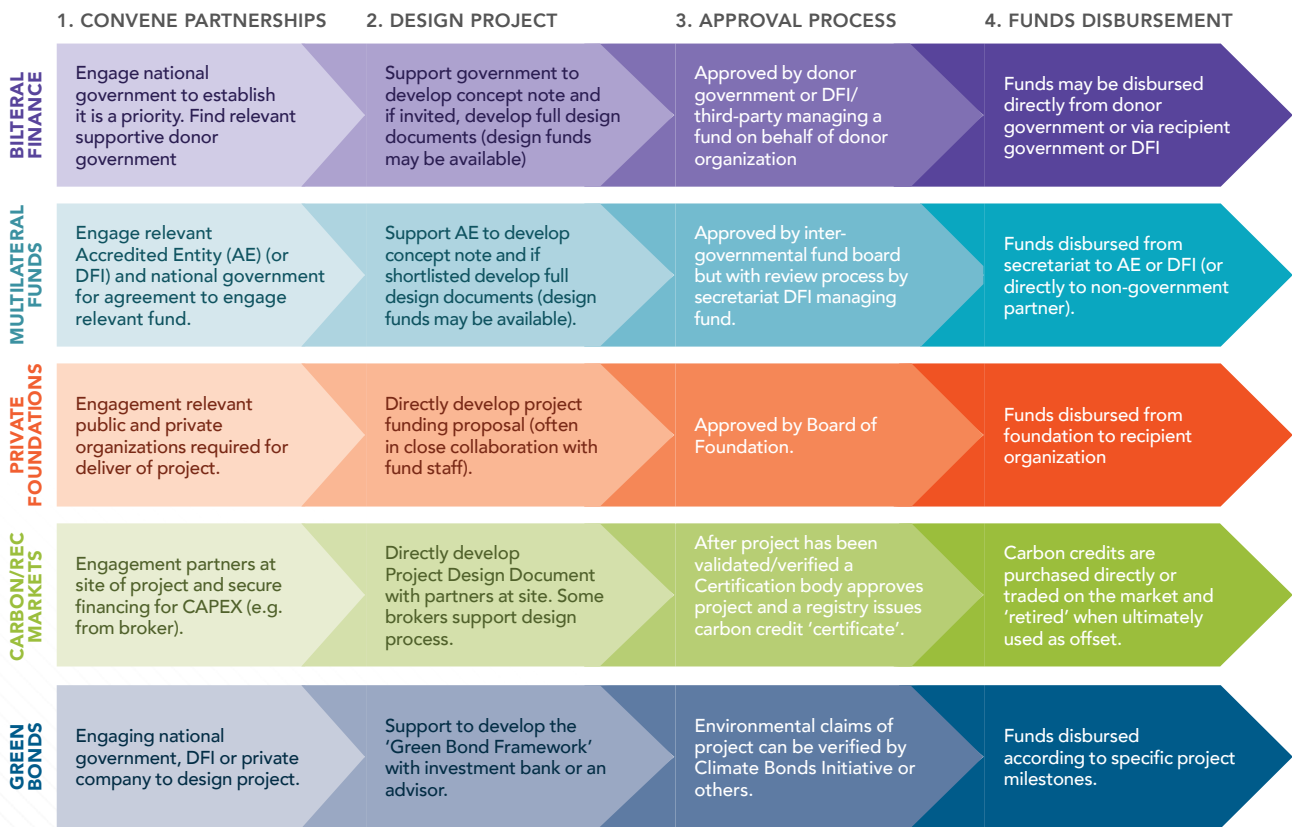 1. CONVENE PARTNERSHIPS
2. DESIGN PROJECT
3. APPROVAL PROCESS
4. FUNDS DISBURSEMENT
BILTERAL
FINANCE
Engage national
government to establish
it is a priority. Find relevant
supportive donor
government
Support government to
develop concept note and
if invited, develop full design
documents (design funds
may be available)
Approved by donor
government or DFI/
third-party managing a
fund on behalf of donor
organization
Funds may be disbursed
directly from donor
government or via recipient
government or DFI
MULTILATERAL
FUNDS
Engage relevant
Accredited Entity (AE) (or
DFI) and national government
for agreement to engage
relevant fund.
Support AE to develop
concept note and if
shortlisted develop full
design documents (design
funds may be available).
Approved by inter-
governmental fund board
but with review process by
secretariat DFI managing
fund.
Funds disbursed from
secretariat to AE or DFI (or
directly to non-government
partner).
PRIVATE
FOUNDATIONS
Engagement relevant
public and private
organizations required for
deliver of project.
Directly develop project
funding proposal (often
in close collaboration with
fund staff).
Approved by Board of
Foundation.
Funds disbursed from
foundation to recipient
organization
CARBON/REC
MARKETS
Engagement partners at
site of project and secure
financing for CAPEX (e.g.
from broker).
Directly develop
Project Design Document
with partners at site. Some
brokers support design
process.
After project has been
validated/verified a
Certification body approves
project and a registry issues
carbon credit ‘certificate’.
Carbon credits are
purchased directly or
traded on the market and
‘retired’ when ultimately
used as offset.
GREEN
BONDS
Engaging national
government, DFI or private
company to design project.
Support to develop the
‘Green Bond Framework’
with investment bank or an
advisor.
Environmental claims of
project can be verified by
Climate Bonds Initiative or
others.
Funds disbursed
according to specific project
milestones.